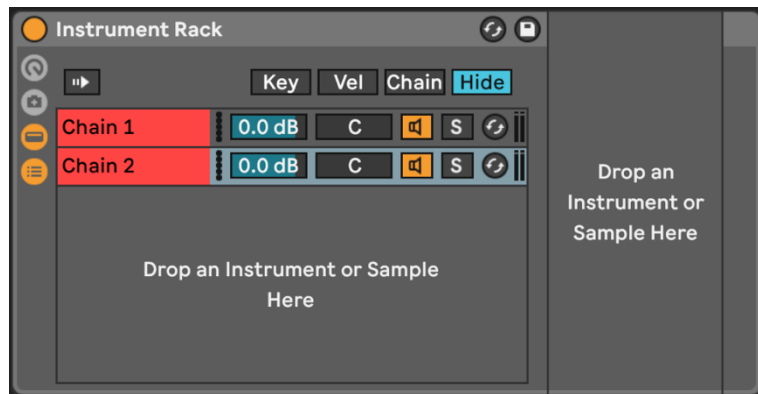 Instrument Rack
Key Vel Chain Hide
Chain 1 0.0 dB C S
Chain 2 0.0 dB C S
Drop an Instrument or Sample
Here
Drop an
Instrument or
Sample Here